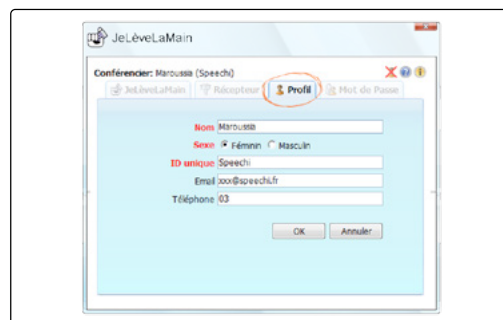 JeLèveLaMain
Conférencier: Maroussia (Speechi)
JeLèveLaMain Récepteur Profil Mot de Passe
Nom Maroussia
Sexe Féminin Masculin
ID unique Speechi
Email xxx@speechi.fr
Téléphone 03
OK Annuler